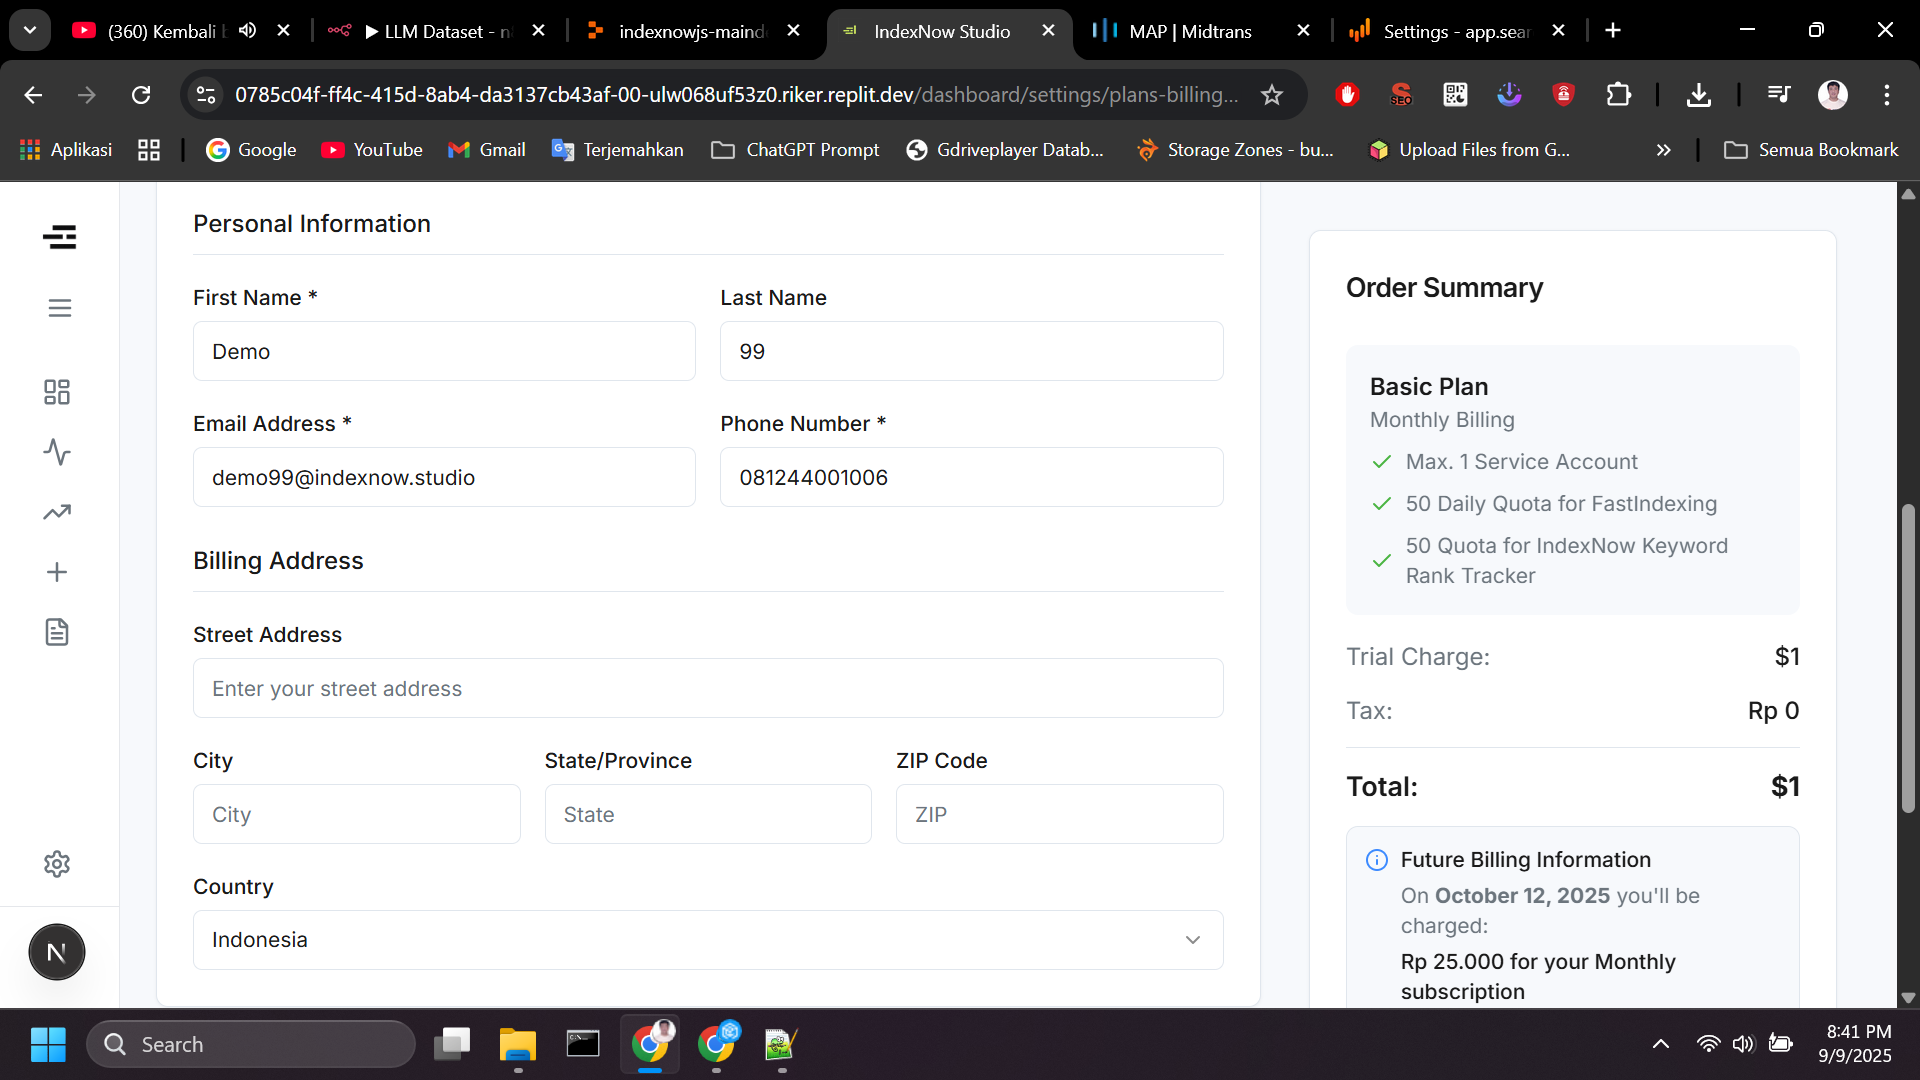 (360) Kembali
▶ LLM Dataset - n
indexnowjs-maind
IndexNow Studio
MAP | Midtrans
Settings - app.sear
0785c04f-ff4c-415d-8ab4-da3137cb43af-00-ulw068uf53z0.riker.replit.dev/dashboard/settings/plans-billing...
SEO
Aplikasi
Google
YouTube
Gmail
Terjemahkan
ChatGPT Prompt
Gdriveplayer Datab...
Storage Zones - bu...
Upload Files from G...
Semua Bookmark
Personal Information
First Name *
Last Name
Demo
99
Email Address *
Phone Number *
demo99@indexnow.studio
081244001006
Billing Address
Street Address
Enter your street address
City
State/Province
ZIP Code
City
State
ZIP
Country
Indonesia
N
Order Summary
Basic Plan
Monthly Billing
Max. 1 Service Account
50 Daily Quota for FastIndexing
50 Quota for IndexNow Keyword
Rank Tracker
Trial Charge: $1
Tax: Rp 0
Total: $1
Future Billing Information
On October 12, 2025 you'll be
charged:
Rp 25.000 for your Monthly
subscription
Search
8:41 PM
9/9/2025